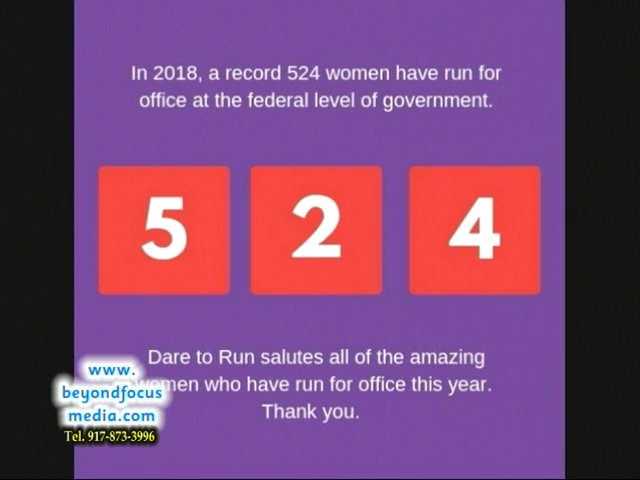 In 2018, a record 524 women have run for
office at the federal level of government.
5 2 4
Dare to Run salutes all of the amazing
women who have run for office this year.
Thank you.
www.
beyondfocus
media.com
Tel. 917-873-3996